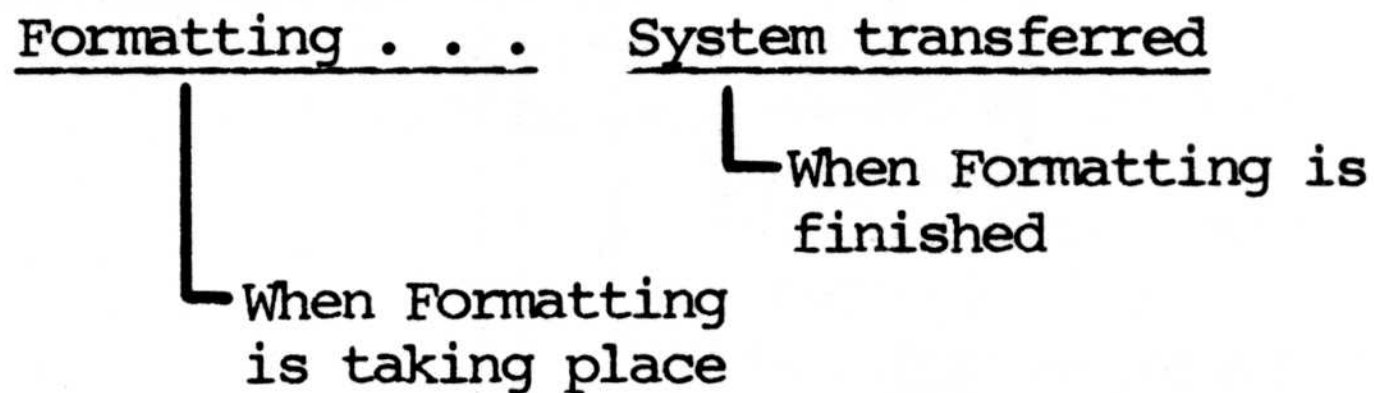 Formatting . . . System transferred
When Formatting is
finished
When Formatting
is taking place